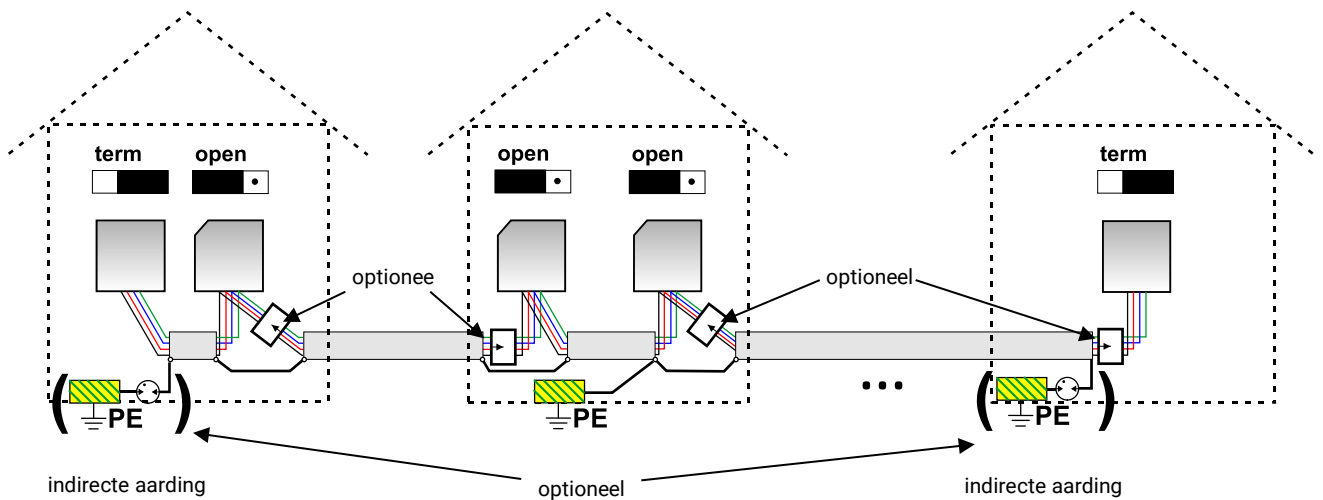 term open
open open
term
optionee
optioneel
PE
PE
PE
indirecte aarding
optioneel
indirecte aarding